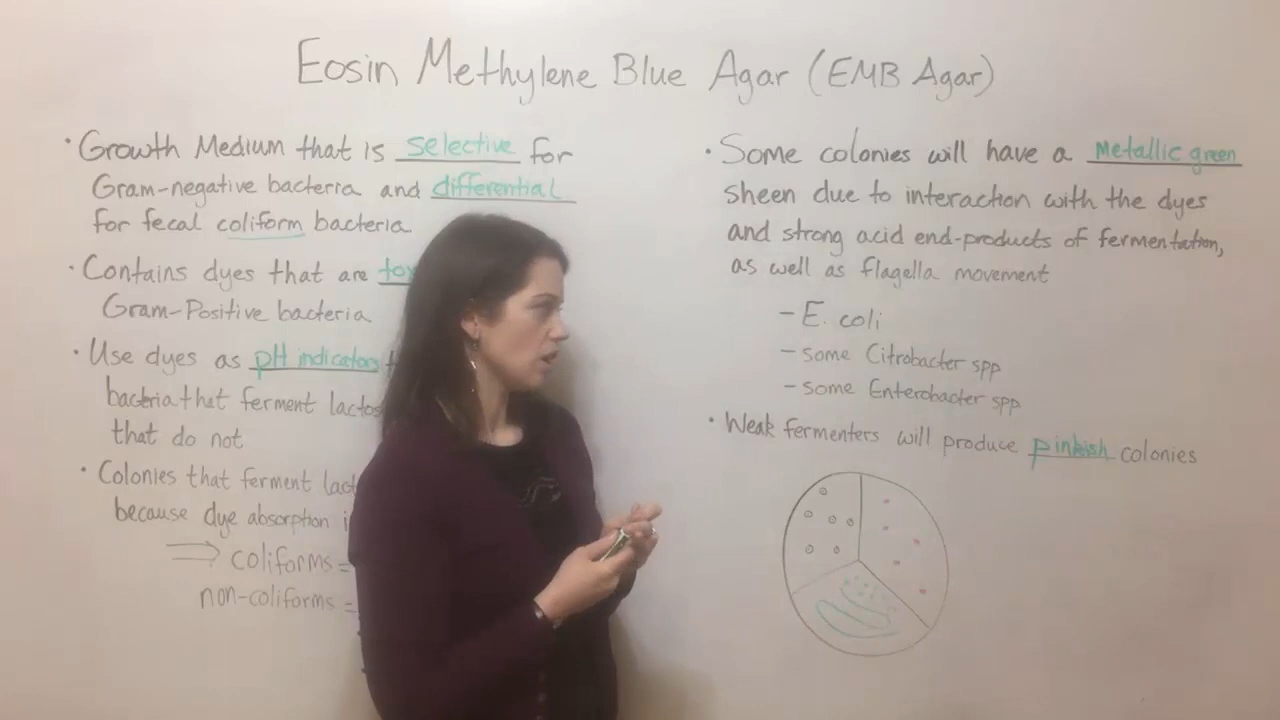 Eosin Methylene Blue Agar (EMB Agar)
• Growth Medium that is selective for
Gram-negative bacteria and differential
for fecal coliform bacteria
• Contains dyes that are
Gram-Positive bacteria
• Use dyes as pH indicators
bacteria that ferment
that do not
• Colonies that ferment
because dye absorption
⇒ coliforms =
non-coliforms =
• Some colonies will have a metallic green
sheen due to interaction with the dyes
and strong acid end-products of fermentation,
as well as flagella movement
- E. coli
- some Citrobacter spp
- some Enterobacter spp
• Weak fermenters will produce pinkish colonies